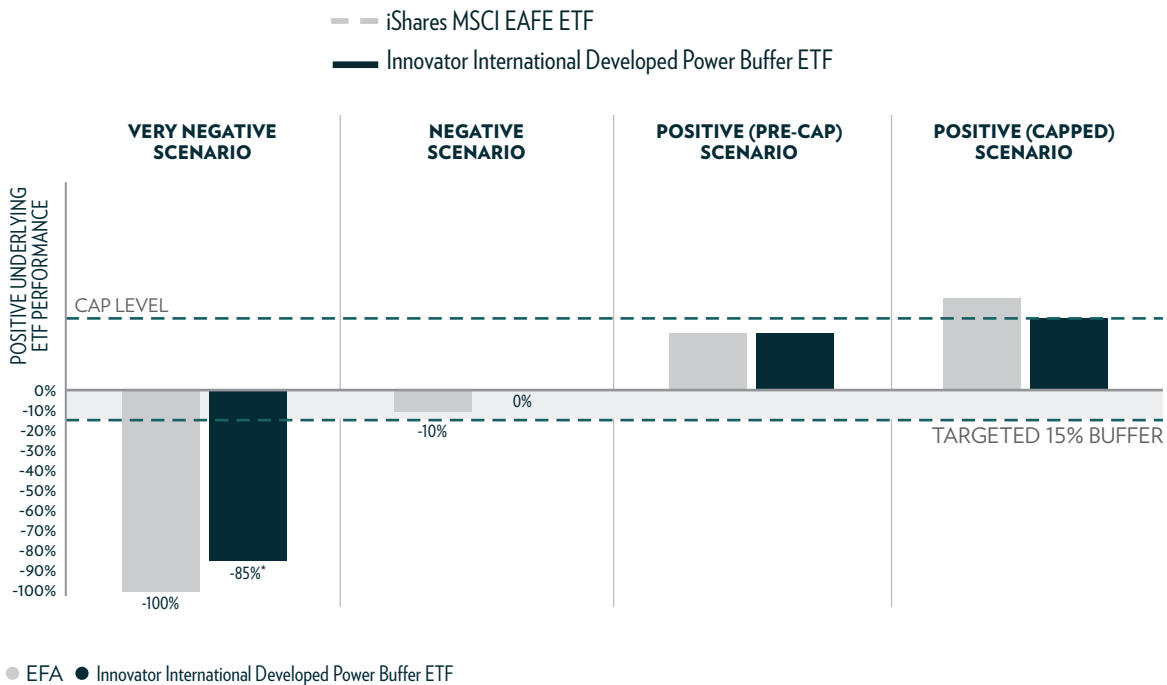 iShares MSCI EAFE ETF
Innovator International Developed Power Buffer ETF
VERY NEGATIVE
SCENARIO
NEGATIVE
SCENARIO
POSITIVE (PRE-CAP)
SCENARIO
POSITIVE (CAPPED)
SCENARIO
POSITIVE UNDERLYING
ETF PERFORMANCE
CAP LEVEL
0%
-10%
-20%
-30%
-40%
-50%
-60%
-70%
-80%
-90%
-100%
-100%
-85%*
-10%
0%
TARGETED 15% BUFFER
EFA
Innovator International Developed Power Buffer ETF